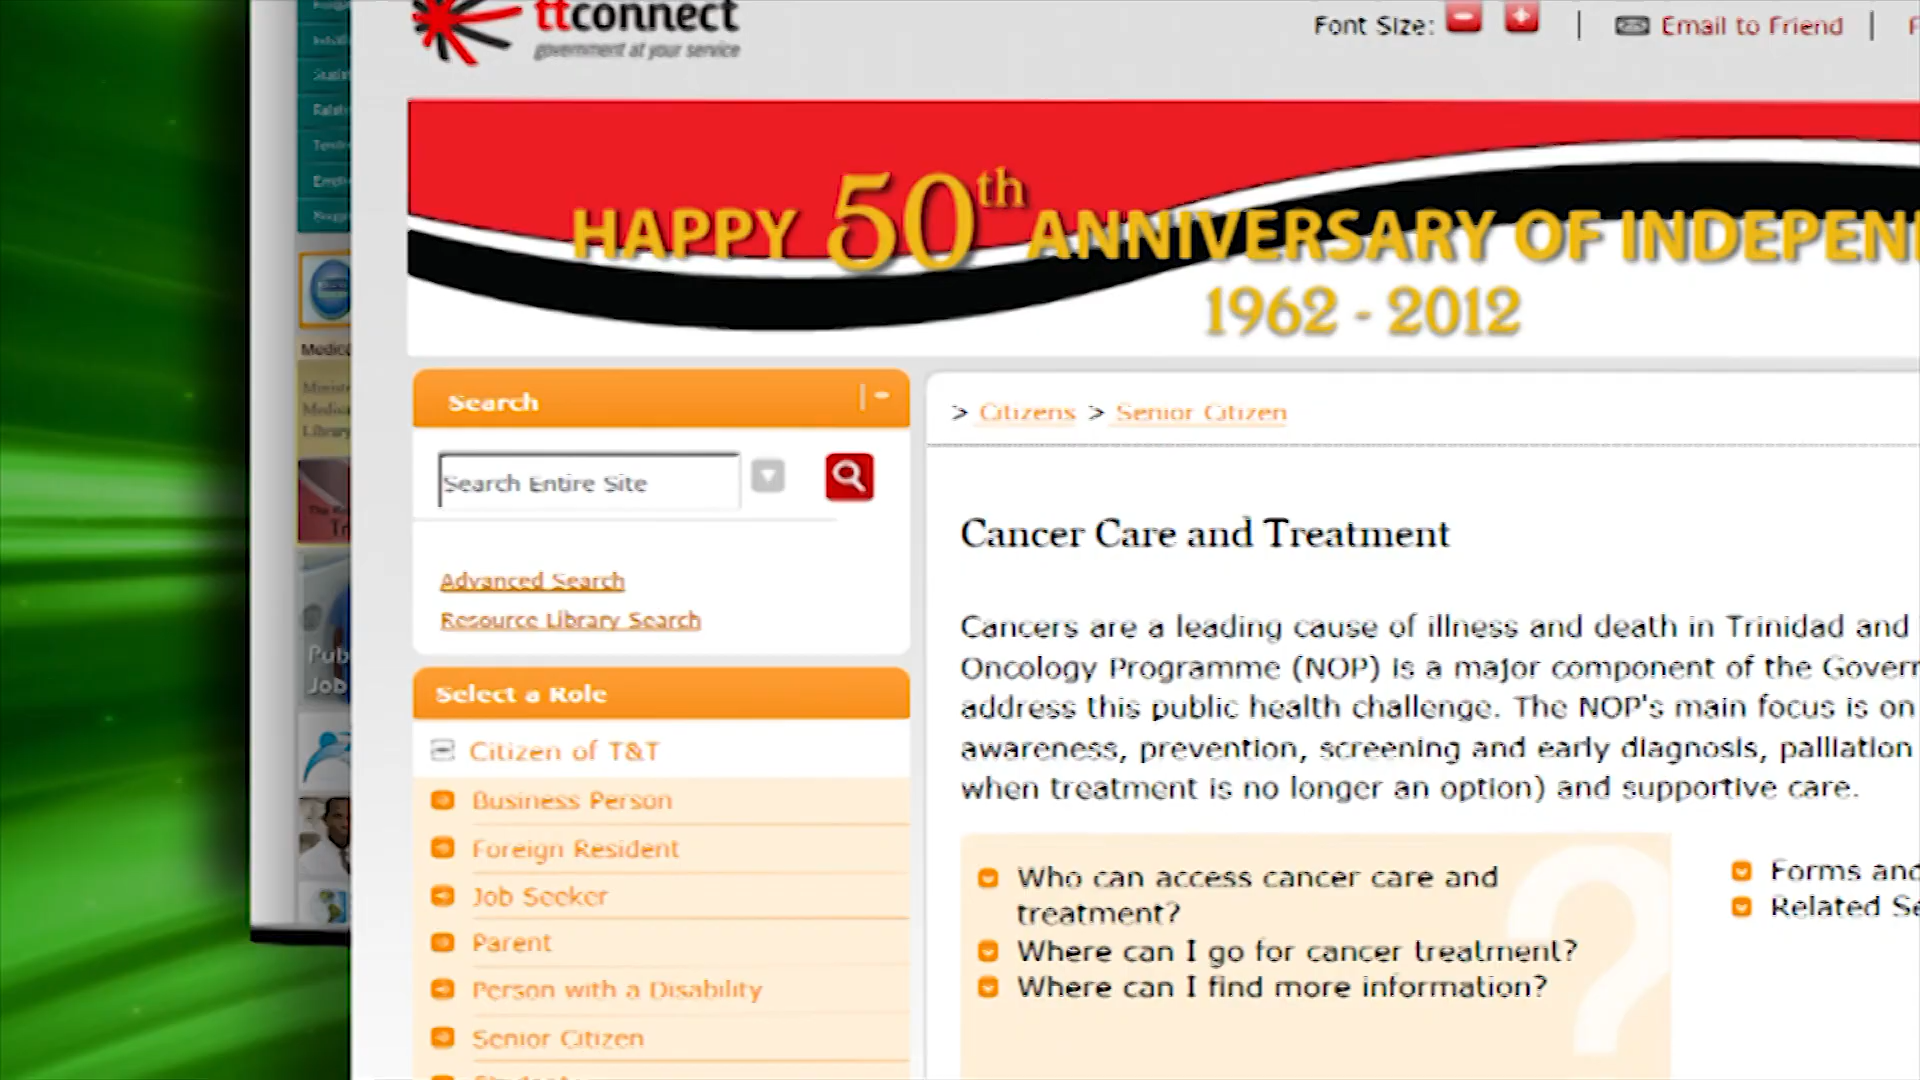 ttconnect
government at your service
Font Size:
Email to Friend
HAPPY 50th ANNIVERSARY OF INDEPEN
1962 - 2012
Search
> Citizens > Senior Citizen
Search Entire Site
Advanced Search
Resource Library Search
Cancer Care and Treatment
Cancers are a leading cause of illness and death in Trinidad and
Oncology Programme (NOP) is a major component of the Govern
address this public health challenge. The NOP's main focus is on
awareness, prevention, screening and early diagnosis, palliation
when treatment is no longer an option) and supportive care.
Select a Role
Citizen of T&T
Business Person
Foreign Resident
Job Seeker
Parent
Person with a Disability
Senior Citizen
Who can access cancer care and
treatment?
Where can I go for cancer treatment?
Where can I find more information?
Forms and
Related Se
Pub
Job